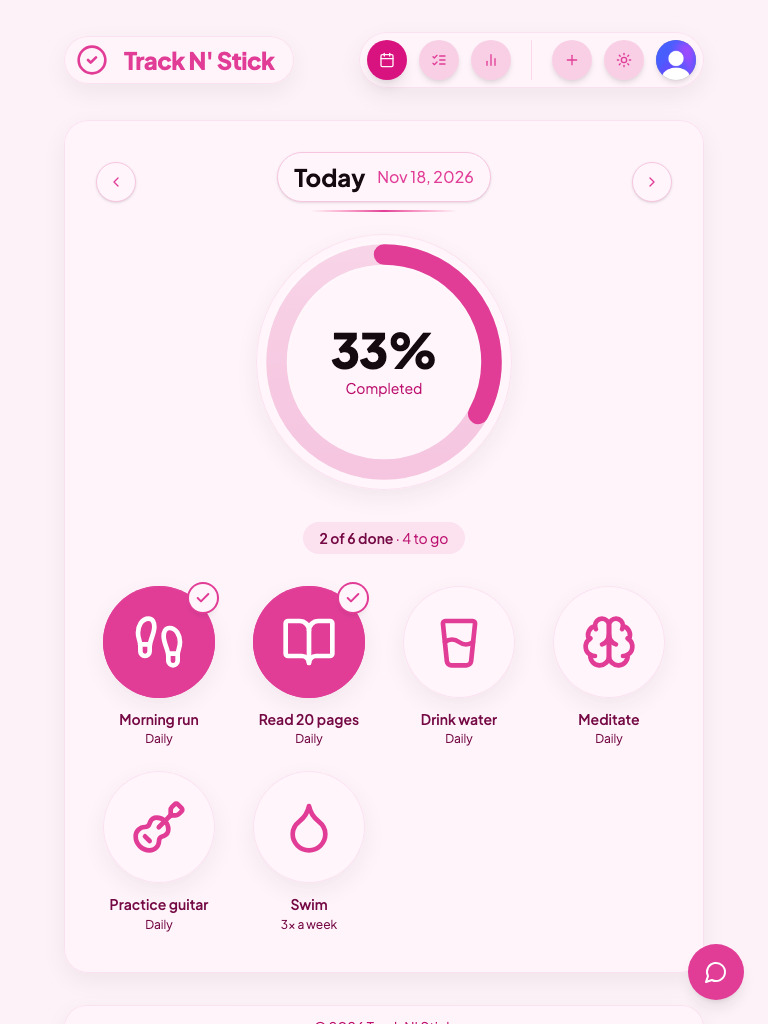 Track N' Stick
Today Nov 18, 2026
33%
Completed
2 of 6 done · 4 to go
Morning run
Daily
Read 20 pages
Daily
Drink water
Daily
Meditate
Daily
Practice guitar
Daily
Swim
3× a week